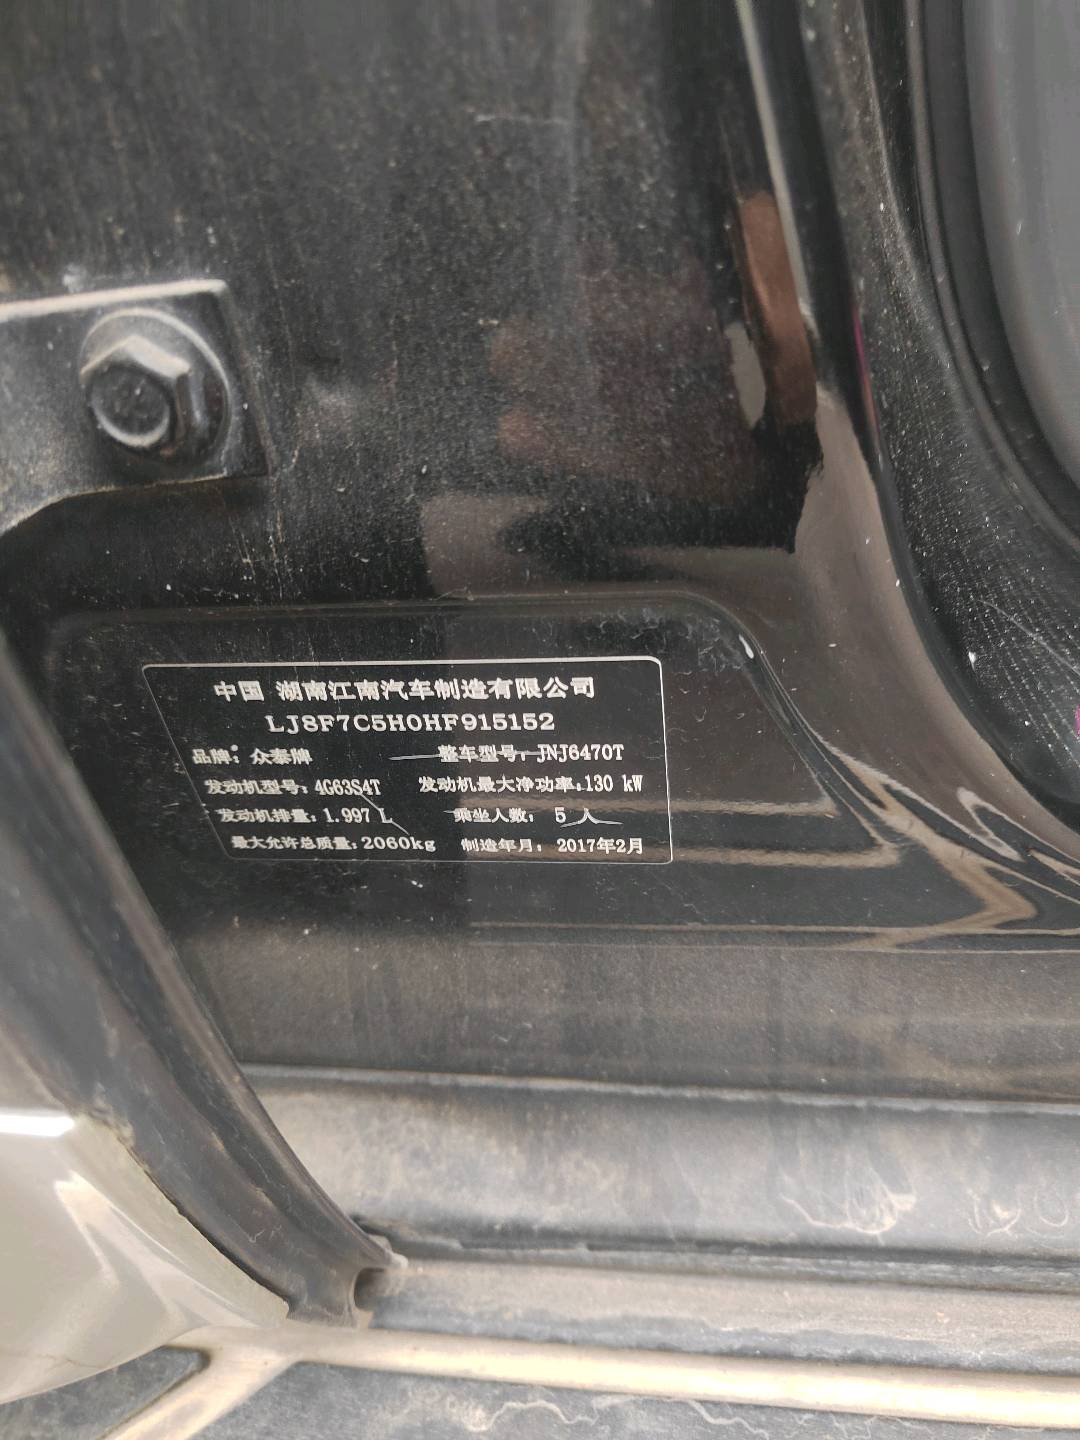 中国 湖南江南汽车制造有限公司
LJ8F7C5H0HF915152
品牌：众泰牌 整车型号：JNJ6470T
发动机型号：4G63S4T 发动机最大净功率：130 kW
发动机排量：1.997 L 乘坐人数： 5 人
最大允许总质量：2060kg 制造年月： 2017年2月